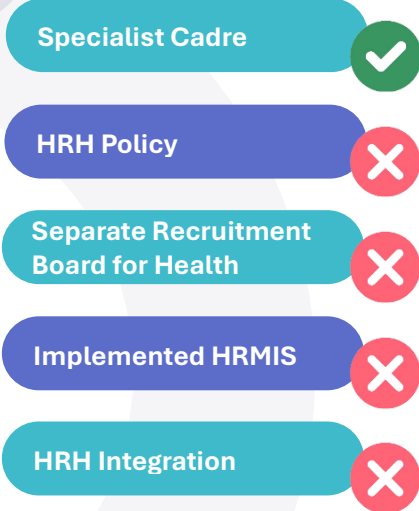 Specialist Cadre
HRH Policy
Separate Recruitment
Board for Health
Implemented HRMIS
HRH Integration